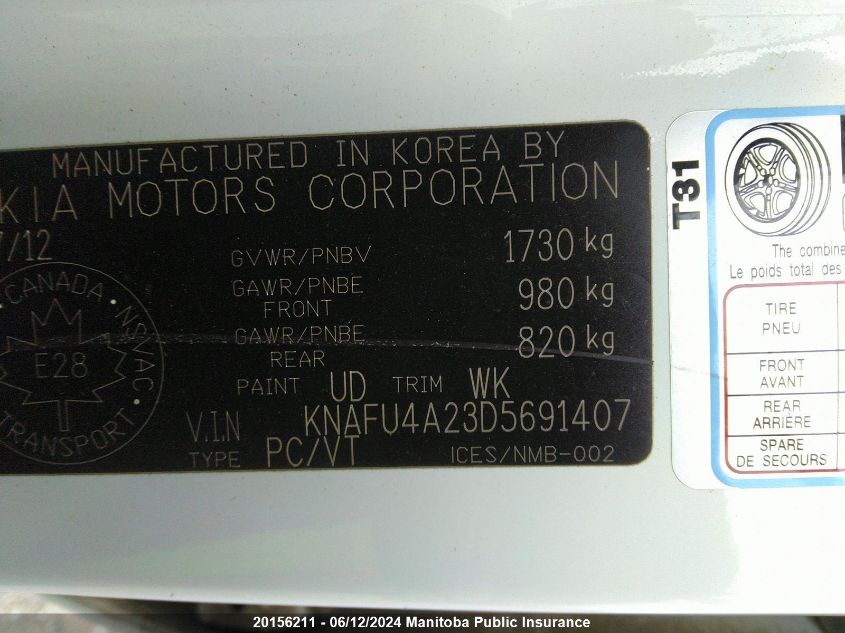 MANUFACTURED IN KOREA BY
KIA MOTORS CORPORATION
7/12
GVWR/PNBV 1730 kg
GAWR/PNBE FRONT 980 kg
GAWR/PNBE REAR 820 kg
PAINT UD TRIM WK
V.I.N KNAFU4A23D5691407
TYPE PC/VT ICES/NMB-002
CANADA NSVAC
E28
TRANSPORT
T31
The combine
Le poids total des
TIRE
PNEU
FRONT
AVANT
REAR
ARRIÈRE
SPARE
DE SECOURS
20156211 - 06/12/2024 Manitoba Public Insurance